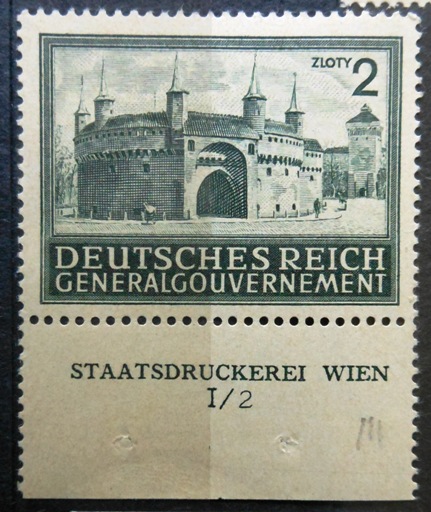 ZLOTY 2
DEUTSCHES REICH
GENERALGOUVERNEMENT
STAATSDRUCKEREI WIEN
I/2